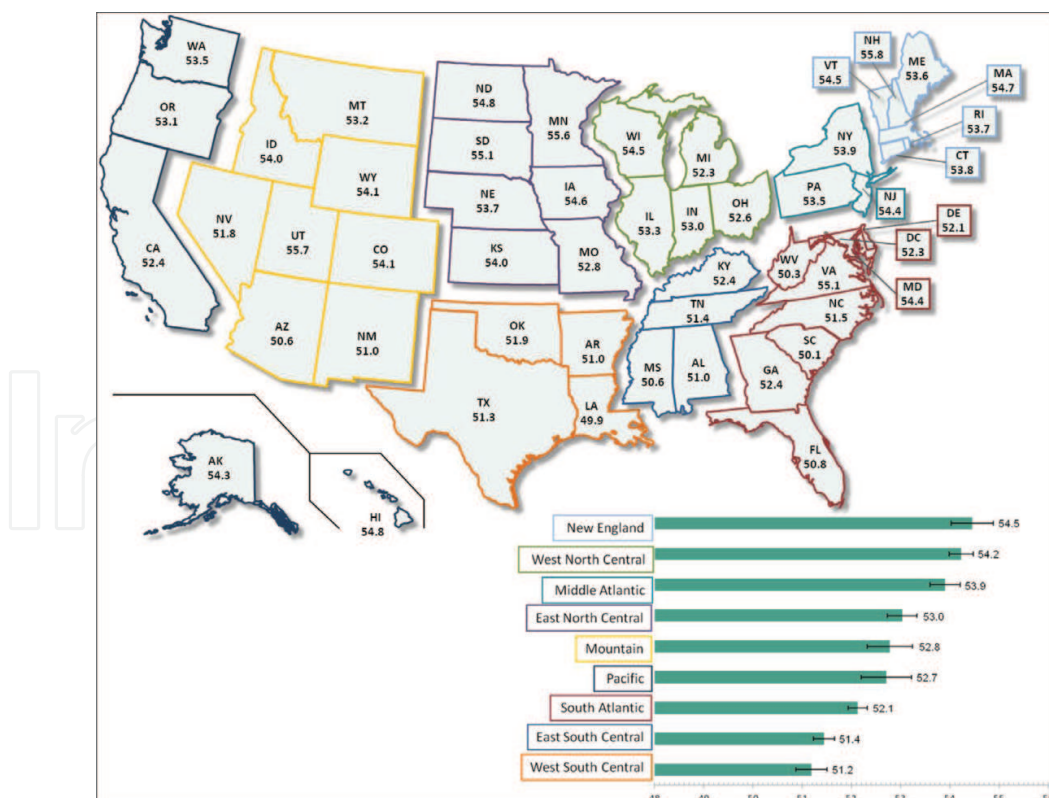 WA
53.5
OR
53.1
CA
52.4
MT
53.2
ID
54.0
WY
54.1
NV
51.8
UT
55.7
CO
54.1
AZ
50.6
NM
51.0
ND
54.8
SD
55.1
NE
53.7
KS
54.0
MN
55.6
IA
54.6
MO
52.8
WI
54.5
MI
52.3
IL
53.3
IN
53.0
OH
52.6
NH
55.8
VT
54.5
ME
53.6
MA
54.7
RI
53.7
CT
53.8
NY
53.9
PA
53.5
NJ
54.4
DE
52.1
DC
52.3
MD
54.4
WV
50.3
VA
55.1
NC
51.5
SC
50.1
GA
52.4
FL
50.8
KY
52.4
TN
51.4
MS
50.6
AL
51.0
OK
51.9
AR
51.0
TX
51.3
LA
49.9
AK
54.3
HI
54.8
New England 54.5
West North Central 54.2
Middle Atlantic 53.9
East North Central 53.0
Mountain 52.8
Pacific 52.7
South Atlantic 52.1
East South Central 51.4
West South Central 51.2